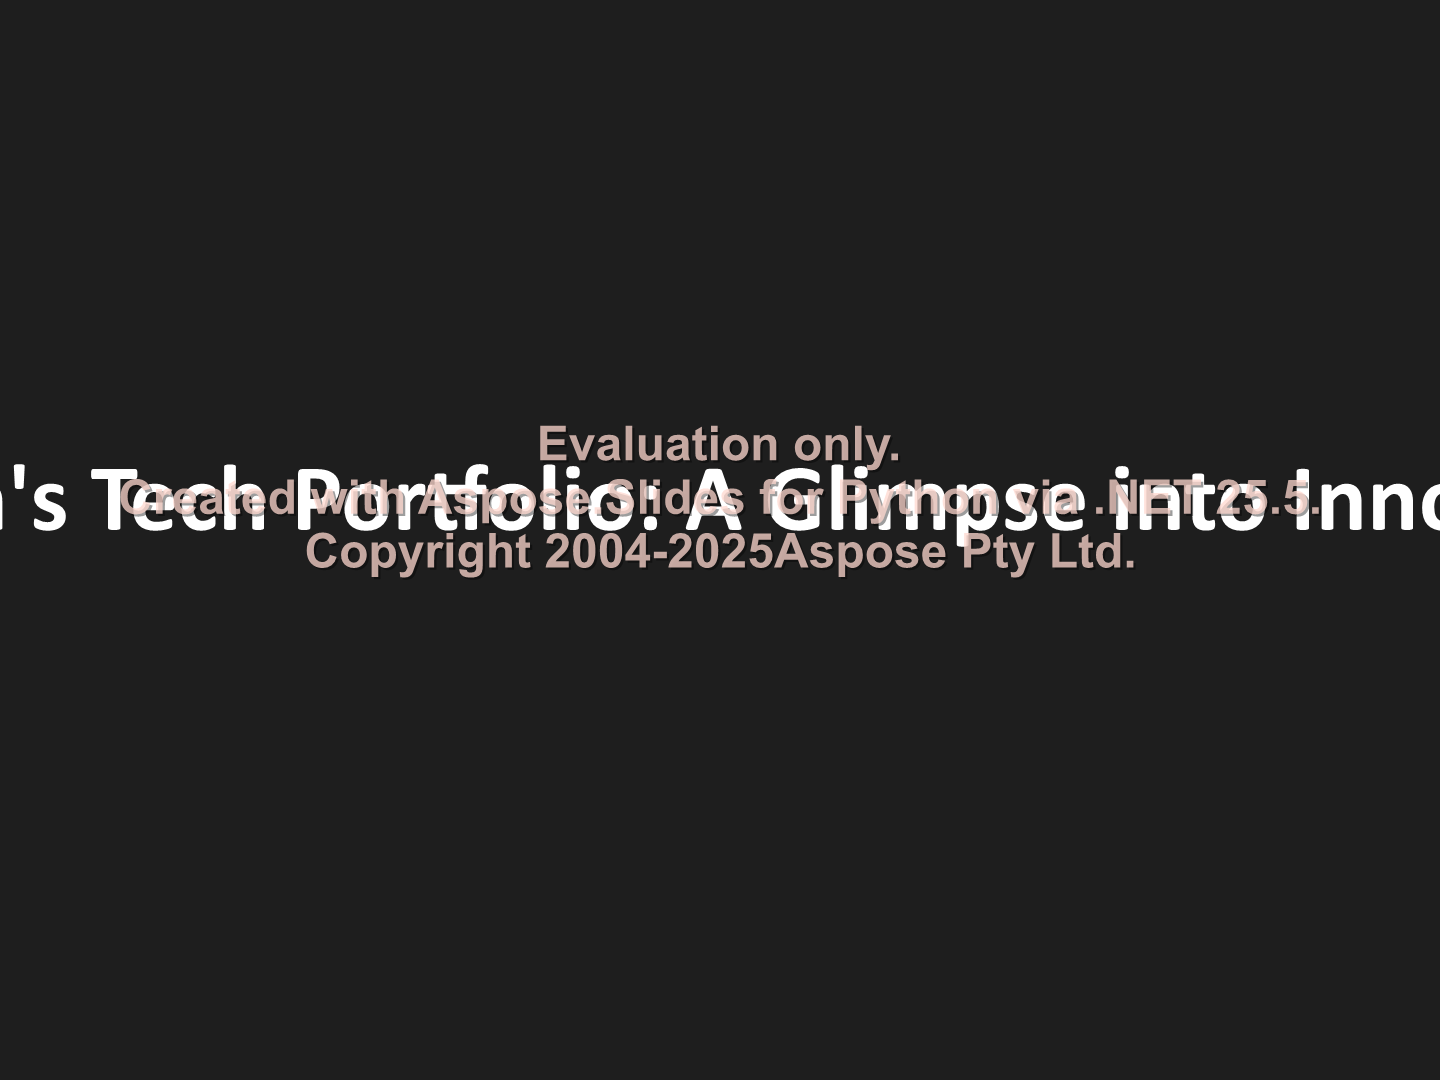 Evaluation only.
's Tech Portfolio: A Glimpse into Inno
Created with Aspose.Slides for Python via .NET 25.5.
Copyright 2004-2025Aspose Pty Ltd.